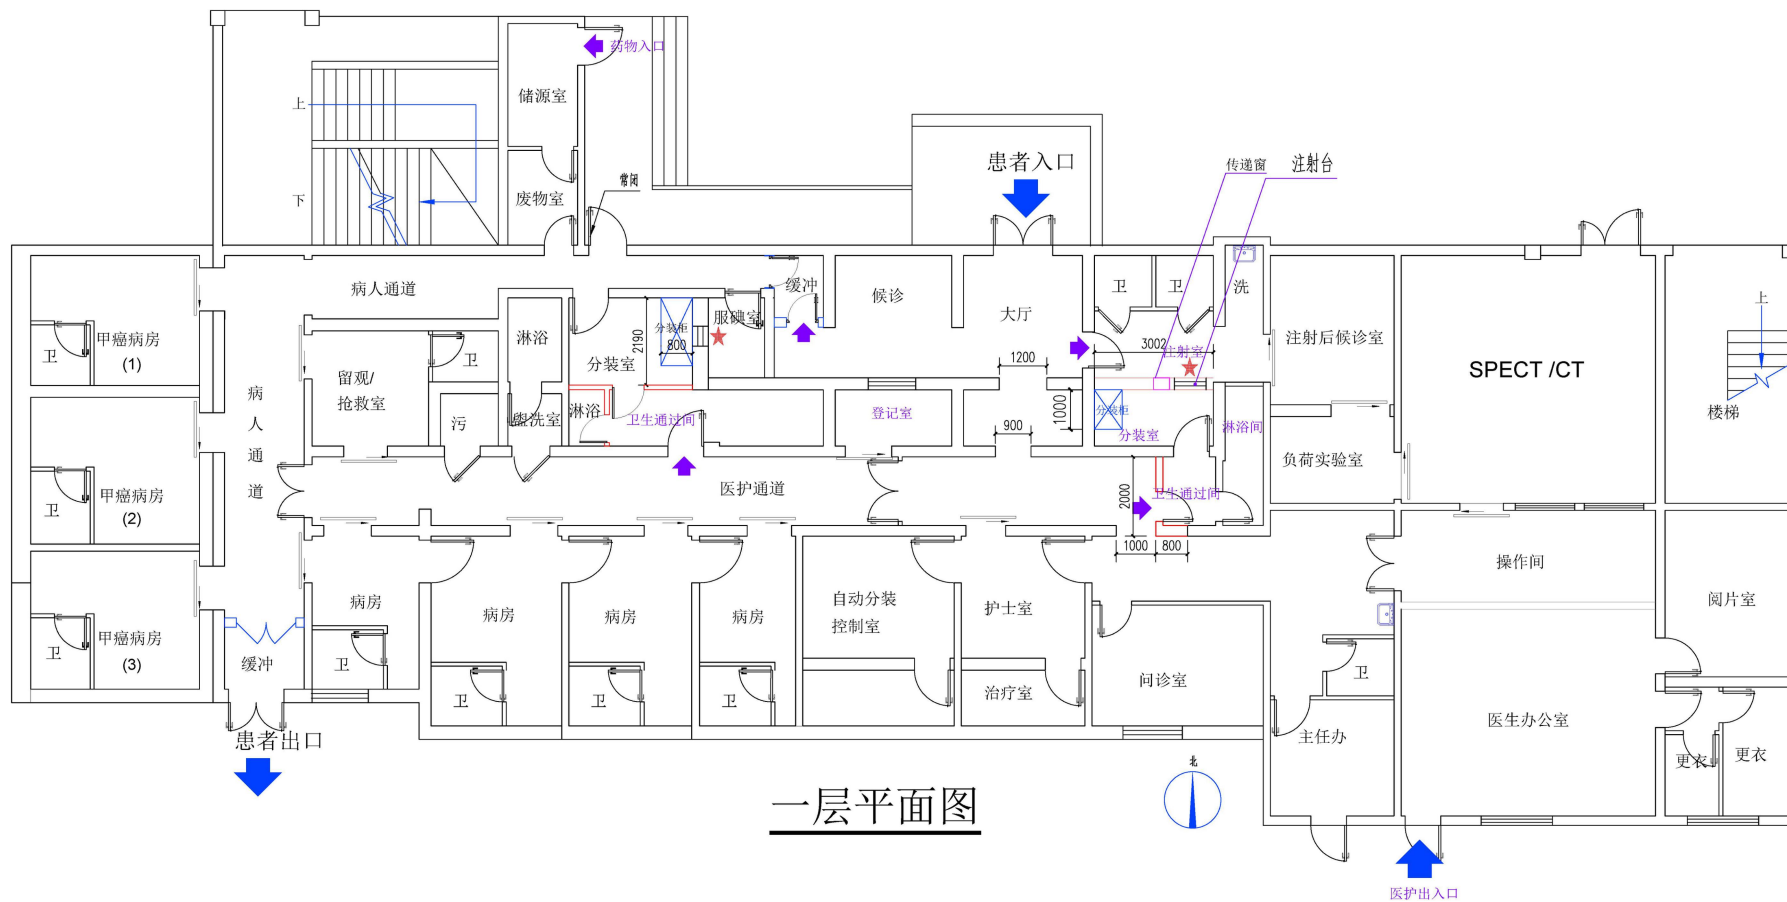 药物入口
储源室
上
下
废物室
常闭
患者入口
传递窗
注射台
病人通道
缓冲
候诊
大厅
卫
卫
洗
注射后候诊室
SPECT /CT
上
楼梯
卫
甲癌病房
(1)
留观/
抢救室
卫
淋浴
分装室
2190
分装柜
800
服碘室
1200
3002
注射室
病
人
通
道
污
盥洗室
淋浴
卫生通过间
登记室
900
1000
分装柜
分装室
淋浴间
负荷实验室
卫
甲癌病房
(2)
医护通道
2000
卫生通过间
1000
800
操作间
阅片室
卫
甲癌病房
(3)
缓冲
病房
卫
病房
卫
病房
卫
病房
卫
自动分装
控制室
护士室
治疗室
问诊室
卫
主任办
医生办公室
更衣
更衣
患者出口
一层平面图
北
医护出入口